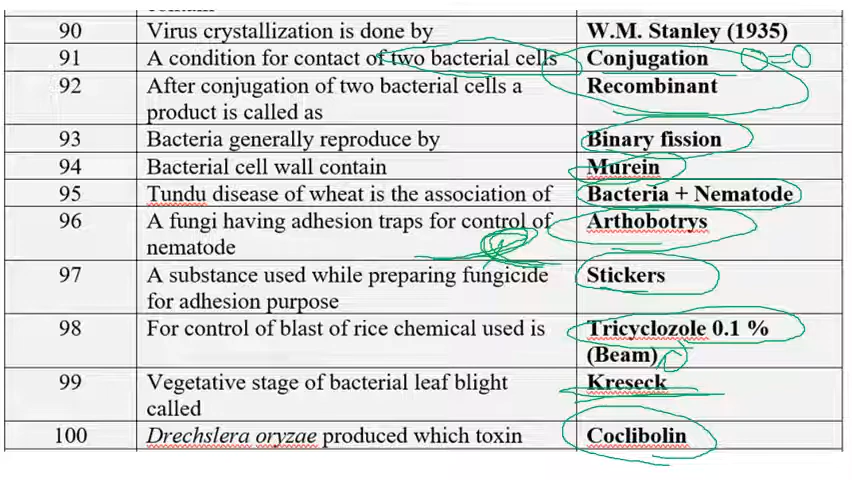 90 Virus crystallization is done by W.M. Stanley (1935)
91 A condition for contact of two bacterial cells Conjugation
92 After conjugation of two bacterial cells a Recombinant
product is called as
93 Bacteria generally reproduce by Binary fission
94 Bacterial cell wall contain Murein
95 Tundu disease of wheat is the association of Bacteria + Nematode
96 A fungi having adhesion traps for control of Arthobotrys
nematode
97 A substance used while preparing fungicide Stickers
for adhesion purpose
98 For control of blast of rice chemical used is Tricyclozole 0.1 %
(Beam)
99 Vegetative stage of bacterial leaf blight Kreseck
called
100 Drechslera oryzae produced which toxin Coclibolin